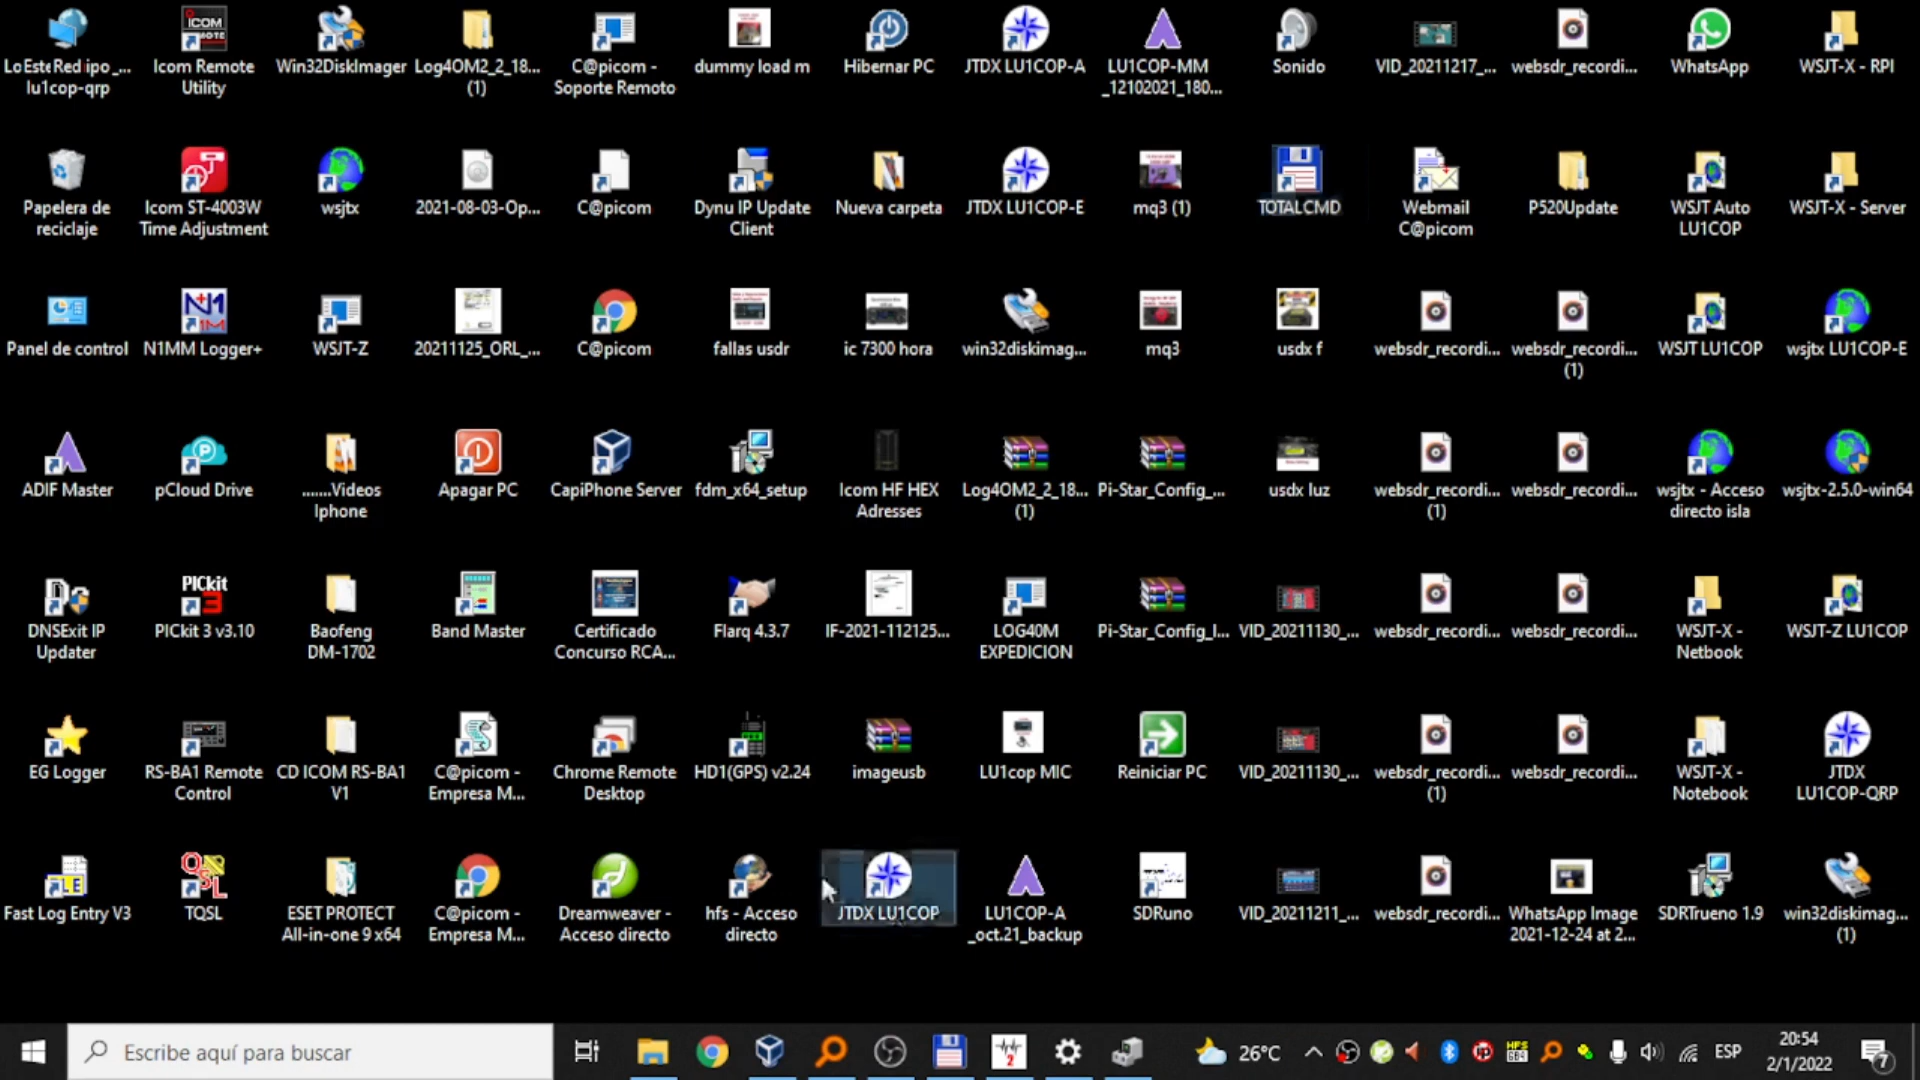 LoEsteRed ipo_...
lu1cop-qrp
ICOM
Icom Remote
Utility
Win32DiskImager
Log4OM2_2_18...
(1)
C@picom -
Soporte Remoto
dummy load m
Hibernar PC
JTDX LU1COP-A
LU1COP-MM
_12102021_180...
Sonido
VID_20211217_...
websdr_recordi...
WhatsApp
WSJT-X - RPI
Papelera de
reciclaje
Icom ST-4003W
Time Adjustment
wsjtx
2021-08-03-Op...
C@picom
Dynu IP Update
Client
Nueva carpeta
JTDX LU1COP-E
mq3 (1)
TOTALCMD
Webmail
C@picom
P520Update
WSJT Auto
LU1COP
WSJT-X - Server
Panel de control
N1MM Logger+
WSJT-Z
20211125_ORL_...
C@picom
fallas usdr
ic 7300 hora
win32diskimag...
mq3
usdx f
websdr_recordi...
websdr_recordi...
(1)
WSJT LU1COP
wsjtx LU1COP-E
ADIF Master
pCloud Drive
.......Videos
Iphone
Apagar PC
CapiPhone Server
fdm_x64_setup
Icom HF HEX
Adresses
Log4OM2_2_18...
(1)
Pi-Star_Config_...
usdx luz
websdr_recordi...
(1)
websdr_recordi...
wsjtx - Acceso
directo isla
wsjtx-2.5.0-win64
DNSExit IP
Updater
PICkit
3
PICkit 3 v3.10
Baofeng
DM-1702
Band Master
Certificado
Concurso RCA...
Flarq 4.3.7
IF-2021-112125...
LOG40M
EXPEDICION
Pi-Star_Config_I...
VID_20211130_...
websdr_recordi...
websdr_recordi...
WSJT-X -
Netbook
WSJT-Z LU1COP
EG Logger
RS-BA1 Remote
Control
CD ICOM RS-BA1
V1
C@picom -
Empresa M...
Chrome Remote
Desktop
HD1(GPS) v2.24
imageusb
LU1cop MIC
Reiniciar PC
VID_20211130_...
websdr_recordi...
(1)
websdr_recordi...
WSJT-X -
Notebook
JTDX
LU1COP-QRP
Fast Log Entry V3
TQSL
ESET PROTECT
All-in-one 9 x64
C@picom -
Empresa M...
Dreamweaver -
Acceso directo
hfs - Acceso
directo
JTDX LU1COP
LU1COP-A
_oct.21_backup
SDRuno
VID_20211211_...
websdr_recordi...
WhatsApp Image
2021-12-24 at 2...
SDRTrueno 1.9
win32diskimag...
(1)
Escribe aquí para buscar
26°C
ESP
20:54
2/1/2022
7